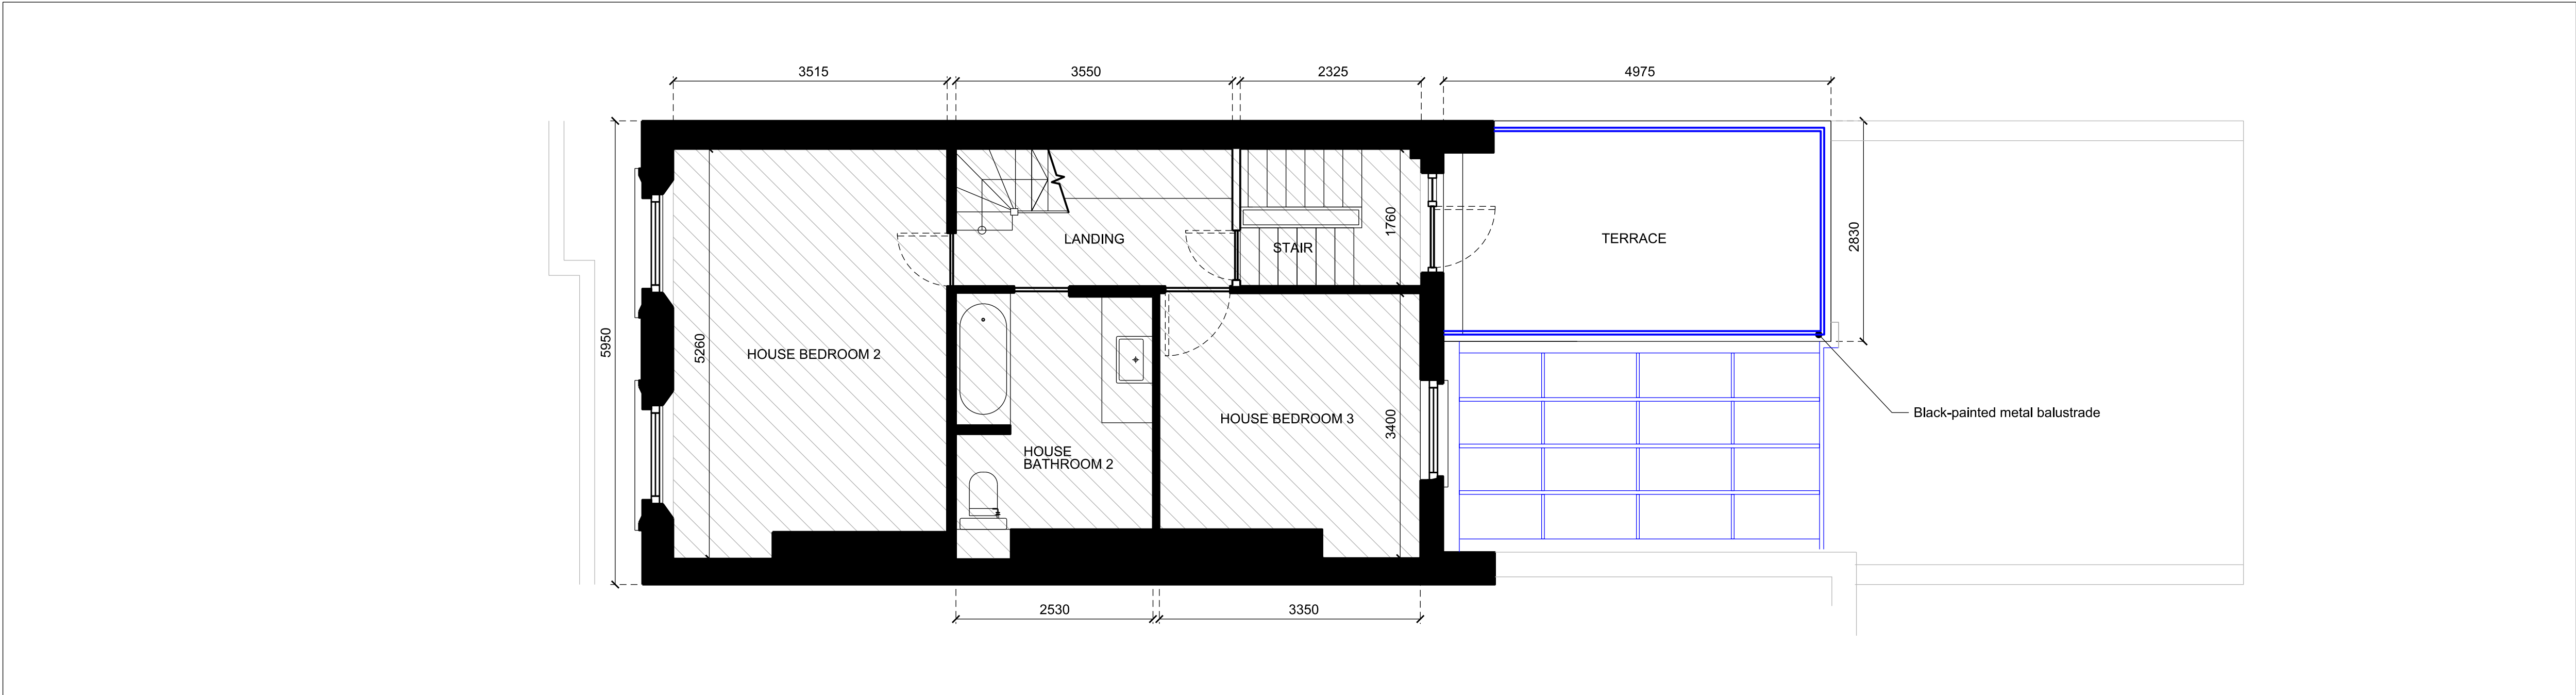 3515
3550
2325
4975
LANDING
STAIR
1760
TERRACE
2830
5950
5260
HOUSE BEDROOM 2
HOUSE BEDROOM 3
3400
Black-painted metal balustrade
HOUSE
BATHROOM 2
2530
3350